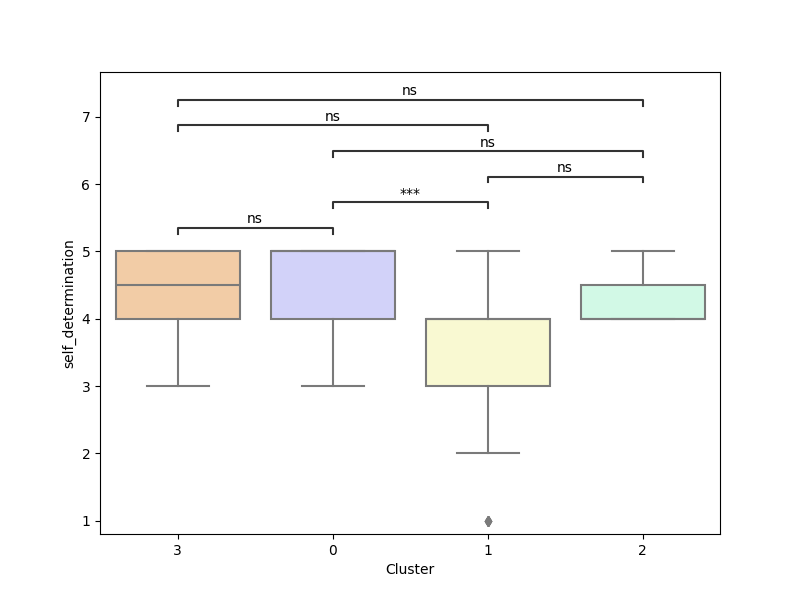 ns
7
ns
ns
6
ns
***
ns
5
self_determination
4
3
2
1
3 0 1 2
Cluster